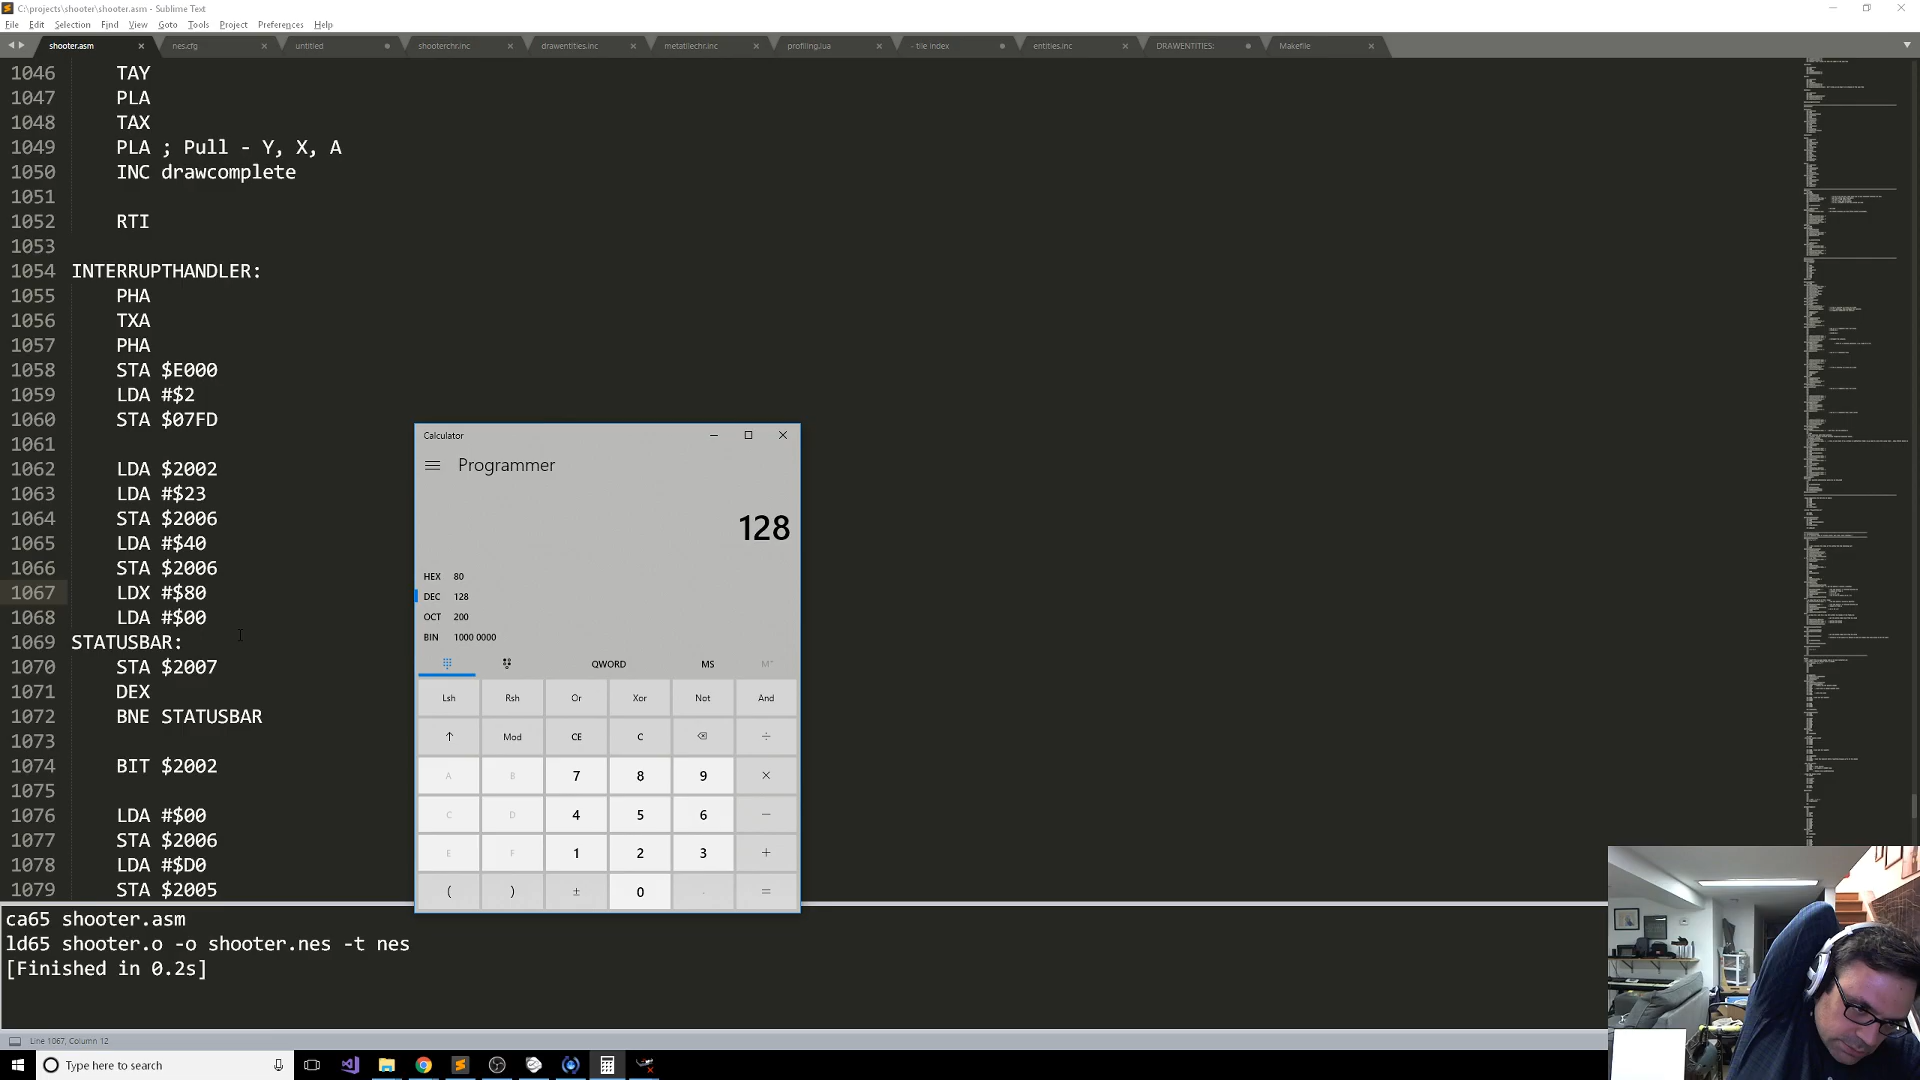 C:\projects\shooter\shooter.asm - Sublime Text
File Edit Selection Find View Goto Tools Project Preferences Help
shooter.asm nes.cfg untitled shooterchr.inc drawentities.inc metatilechr.inc profiling.lua - tile index entities.inc DRAWENTITIES: Makefile
1046 TAY
1047 PLA
1048 TAX
1049 PLA ; Pull - Y, X, A
1050 INC drawcomplete
1051
1052 RTI
1053
1054 INTERRUPTHANDLER:
1055 PHA
1056 TXA
1057 PHA
1058 STA $E000
1059 LDA #$2
1060 STA $07FD
1061
1062 LDA $2002
1063 LDA #$23
1064 STA $2006
1065 LDA #$40
1066 STA $2006
1067 LDX #$80
1068 LDA #$00
1069 STATUSBAR:
1070 STA $2007
1071 DEX
1072 BNE STATUSBAR
1073
1074 BIT $2002
1075
1076 LDA #$00
1077 STA $2006
1078 LDA #$D0
1079 STA $2005
Calculator
Programmer
128
HEX 80
DEC 128
OCT 200
BIN 1000 0000
QWORD MS M
Lsh Rsh Or Xor Not And
↑ Mod CE C ÷
A B 7 8 9 ×
C D 4 5 6 −
E F 1 2 3 +
( ) ± 0 . =
ca65 shooter.asm
ld65 shooter.o -o shooter.nes -t nes
[Finished in 0.2s]
Line 1067, Column 12
Type here to search